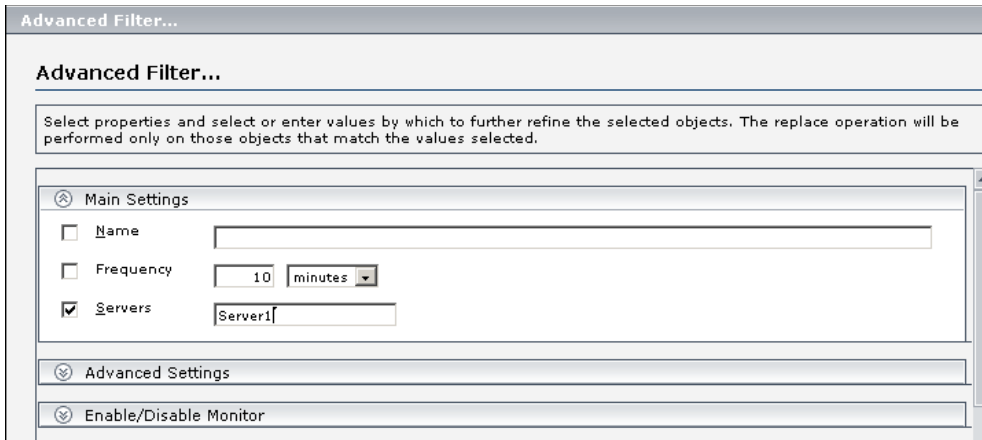 Advanced Filter...
Advanced Filter...
Select properties and select or enter values by which to further refine the selected objects. The replace operation will be
performed only on those objects that match the values selected.
Main Settings
Name
Frequency 10 minutes
Servers Server1
Advanced Settings
Enable/Disable Monitor